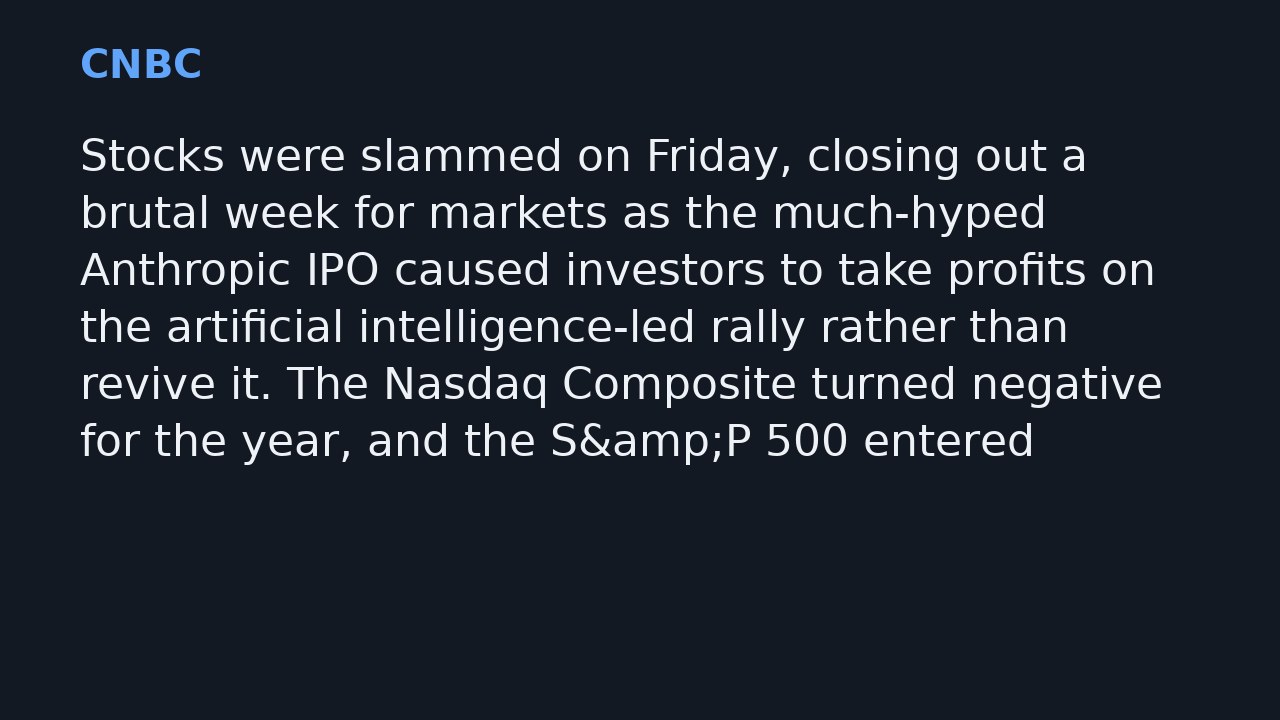 CNBC
Stocks were slammed on Friday, closing out a
brutal week for markets as the much-hyped
Anthropic IPO caused investors to take profits on
the artificial intelligence-led rally rather than
revive it. The Nasdaq Composite turned negative
for the year, and the S&amp;P 500 entered